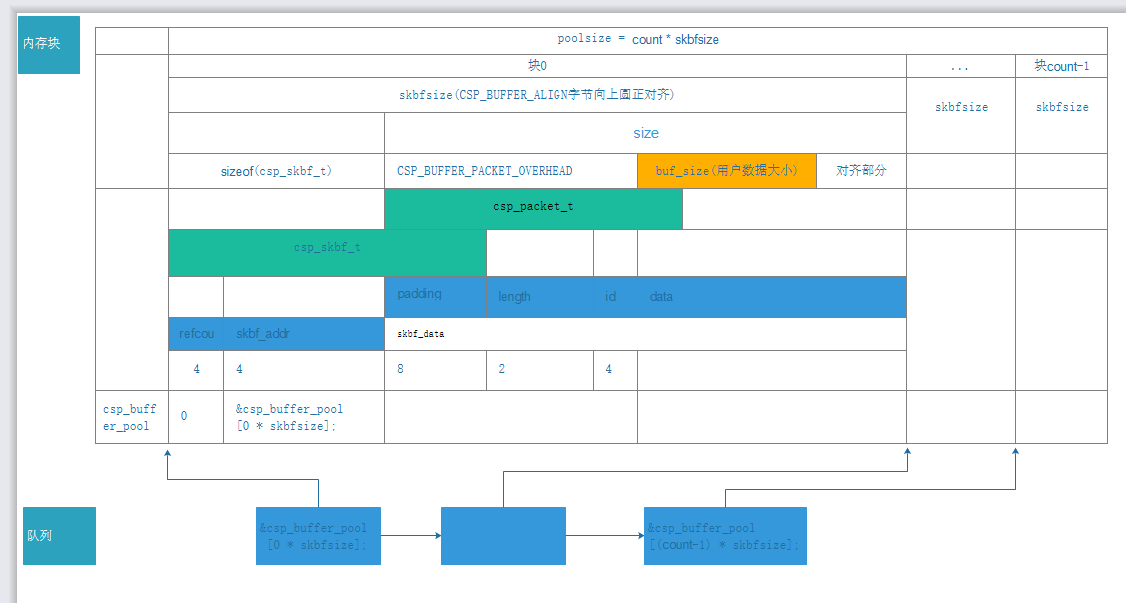 内存块
poolsize = count * skbfsize
块0
...
块count-1
skbfsize(CSP_BUFFER_ALIGN字节向上圆正对齐)
skbfsize
skbfsize
size
sizeof(csp_skbf_t)
CSP_BUFFER_PACKET_OVERHEAD
buf_size(用户数据大小)
对齐部分
csp_packet_t
csp_skbf_t
padding
length
id
data
refcou
skbf_addr
skbf_data
4
4
8
2
4
csp_buff
er_pool
0
&csp_buffer_pool
[0 * skbfsize];
队列
&csp_buffer_pool
[0 * skbfsize];
&csp_buffer_pool
[(count-1) * skbfsize];